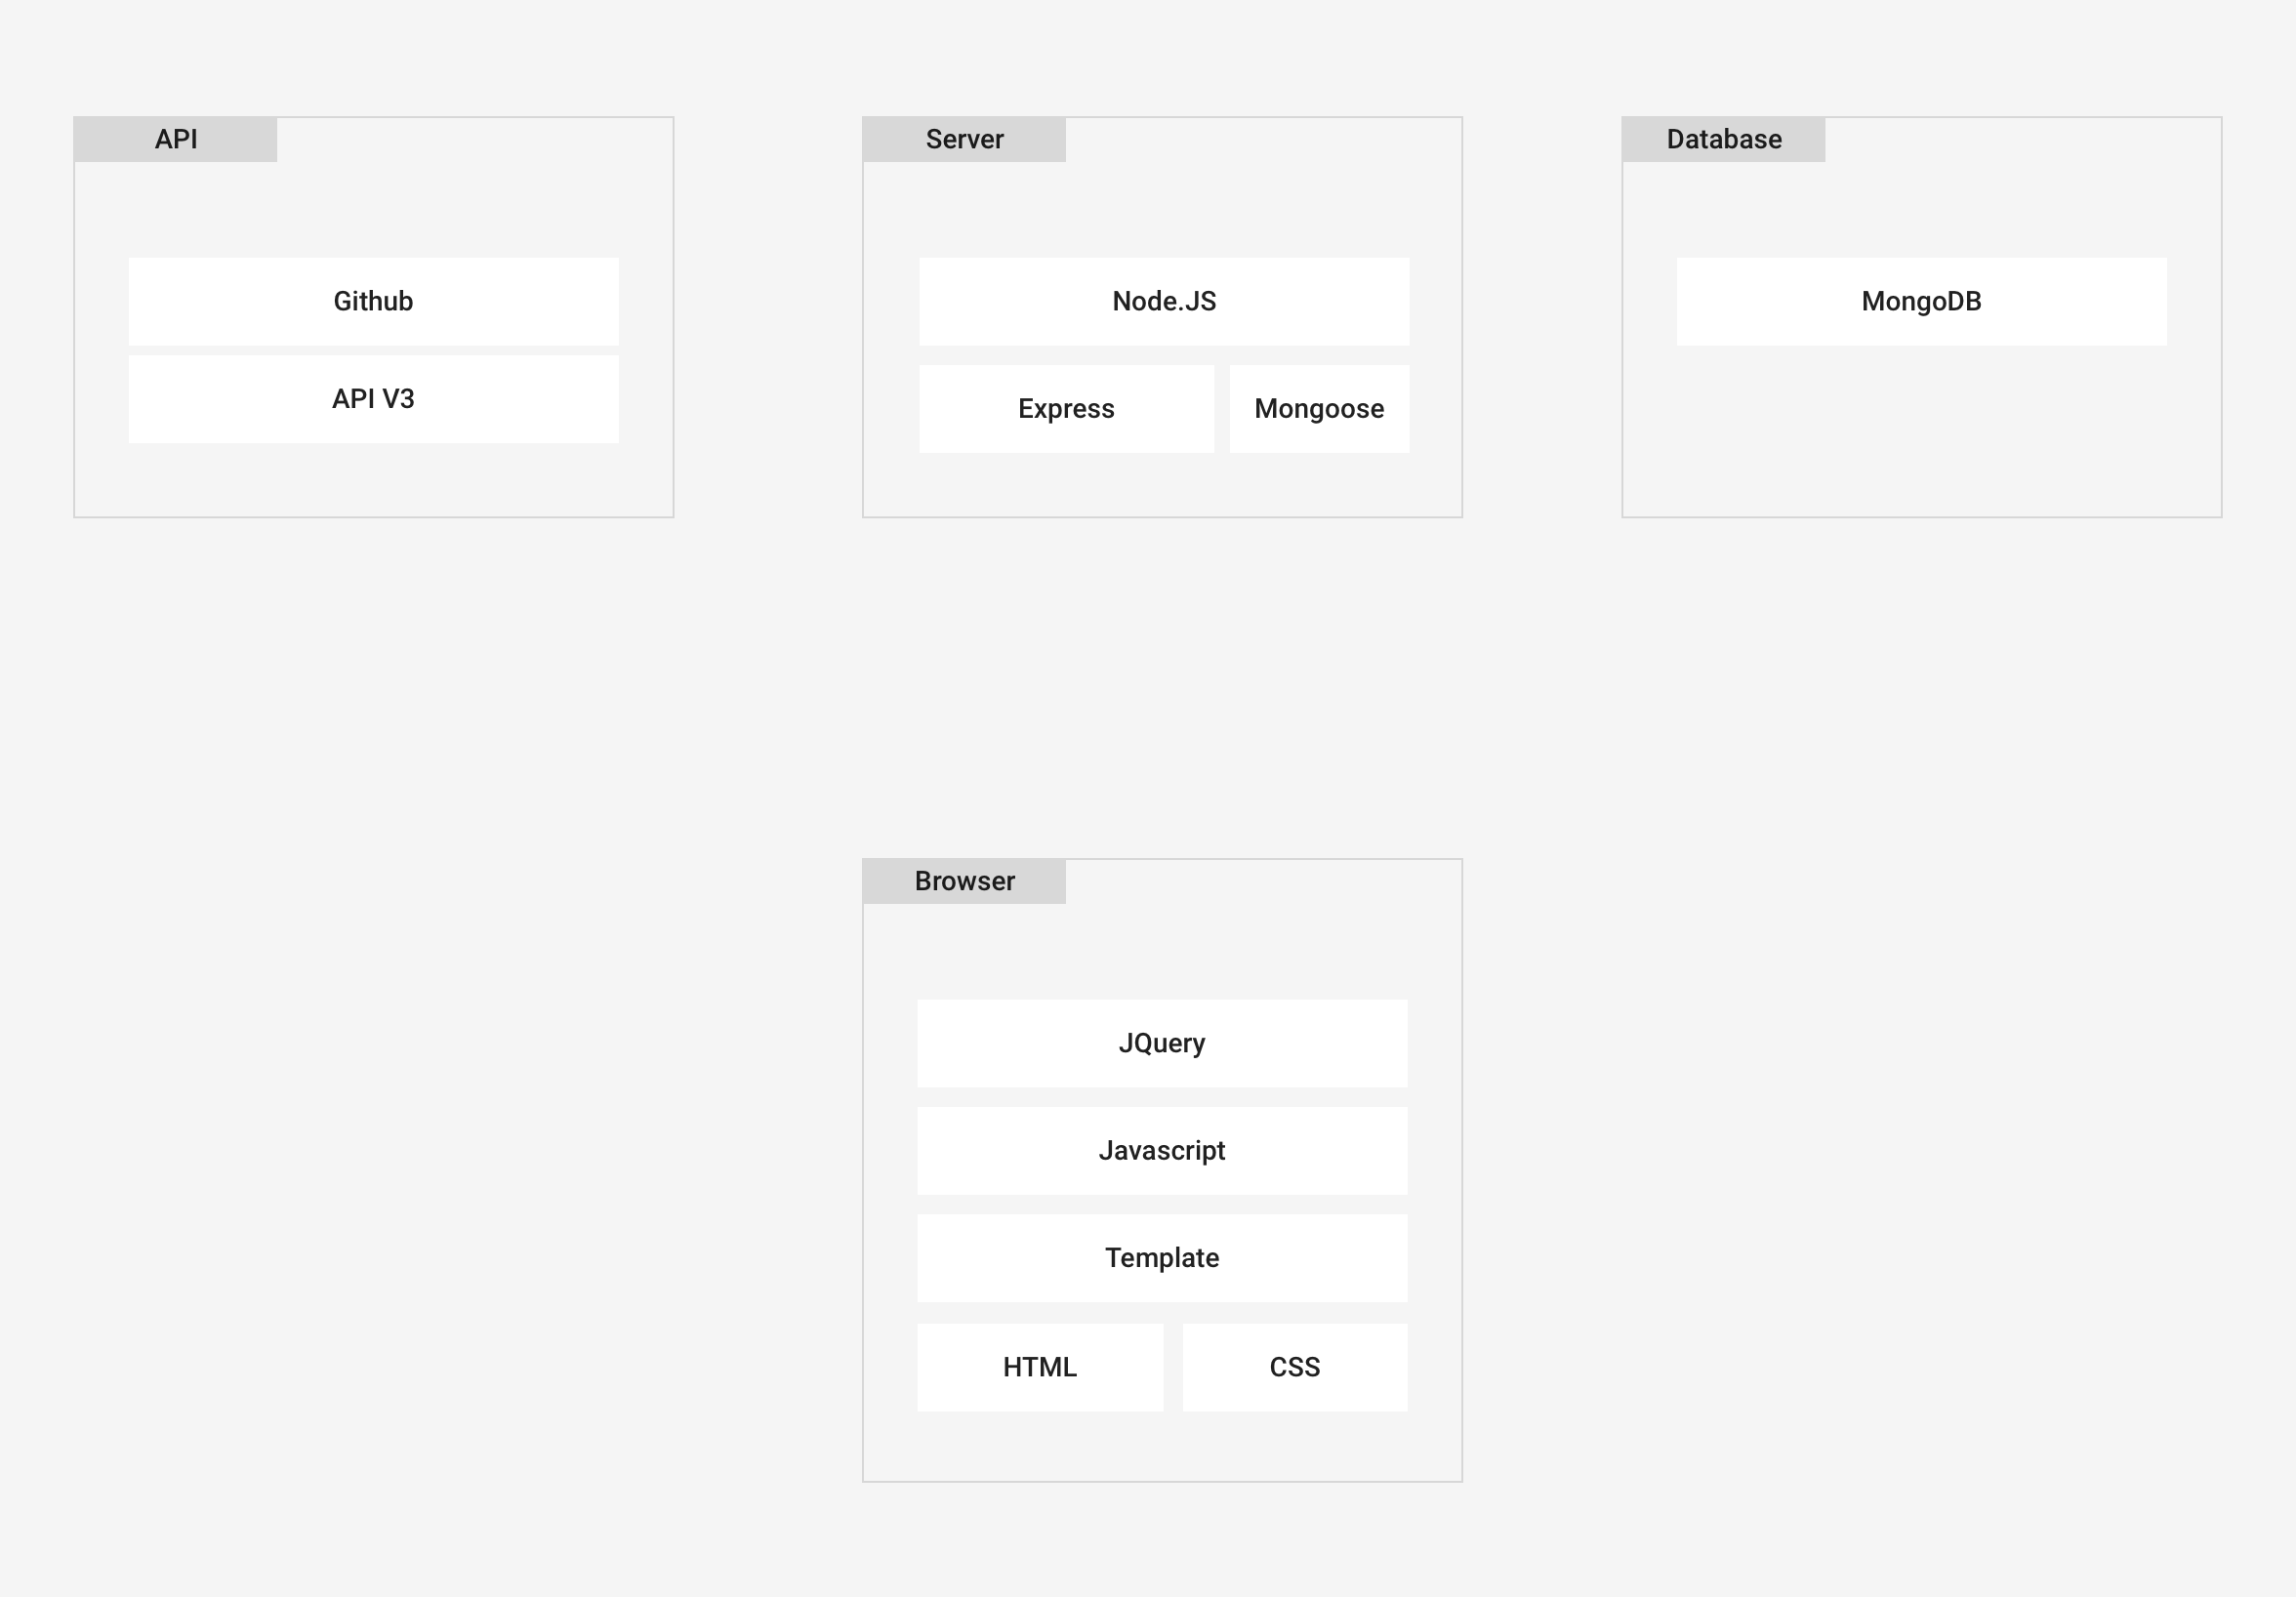 API
Github
API V3
Server
Node.JS
Express
Mongoose
Database
MongoDB
Browser
JQuery
Javascript
Template
HTML
CSS